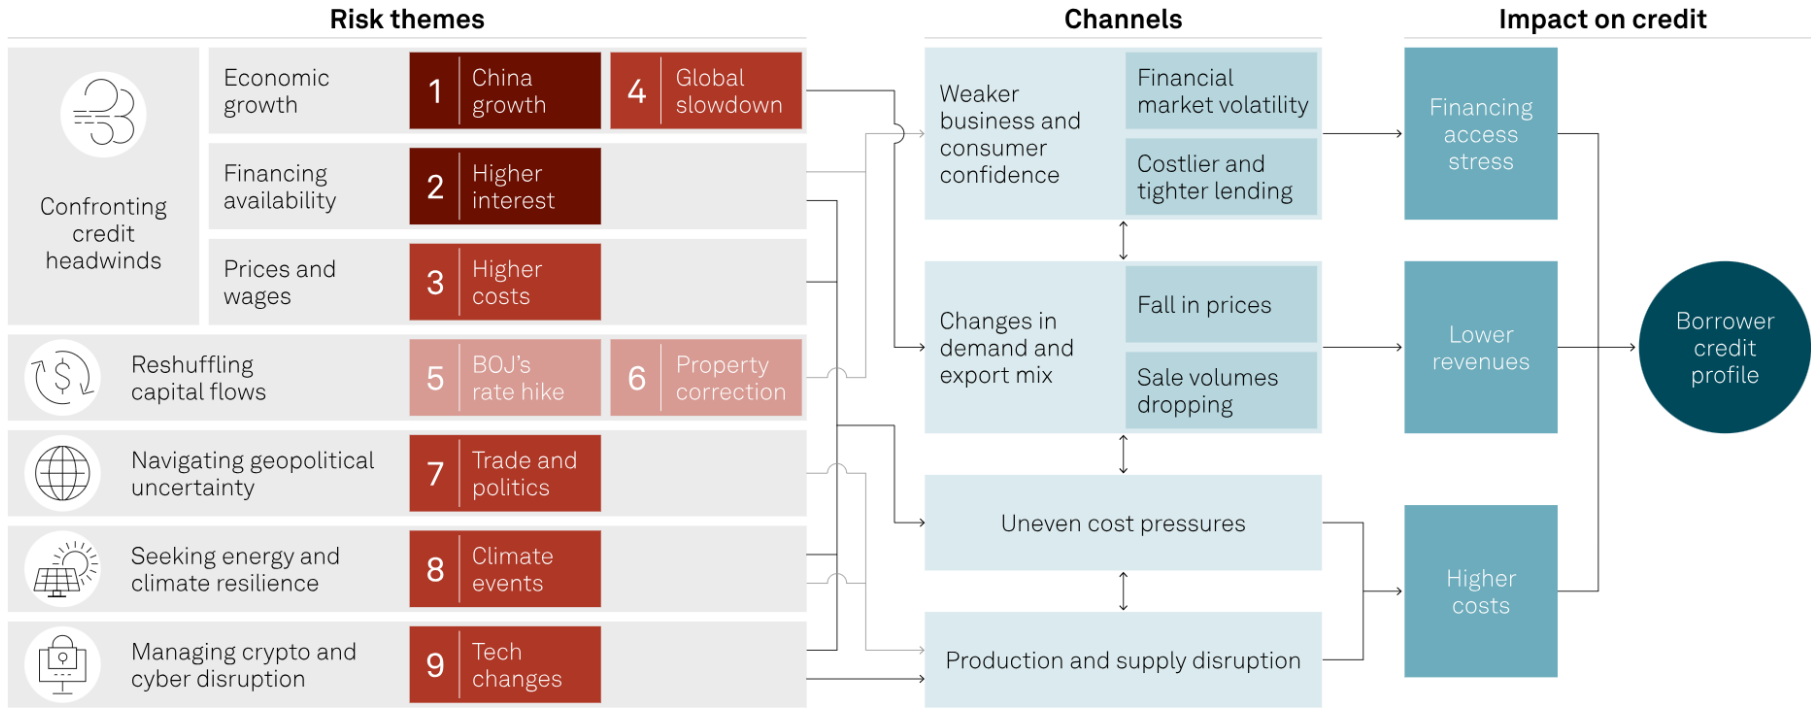 Risk themes
Channels
Impact on credit
Confronting
credit
headwinds
Economic
growth
1
China
growth
4
Global
slowdown
Financing
availability
2
Higher
interest
Prices and
wages
3
Higher
costs
Reshuffling
capital flows
5
BOJ's
rate hike
6
Property
correction
Navigating geopolitical
uncertainty
7
Trade and
politics
Seeking energy and
climate resilience
8
Climate
events
Managing crypto and
cyber disruption
9
Tech
changes
Weaker
business and
consumer
confidence
Financial
market volatility
Costlier and
tighter lending
Changes in
demand and
export mix
Fall in prices
Sale volumes
dropping
Uneven cost pressures
Production and supply disruption
Financing
access
stress
Lower
revenues
Higher
costs
Borrower
credit
profile